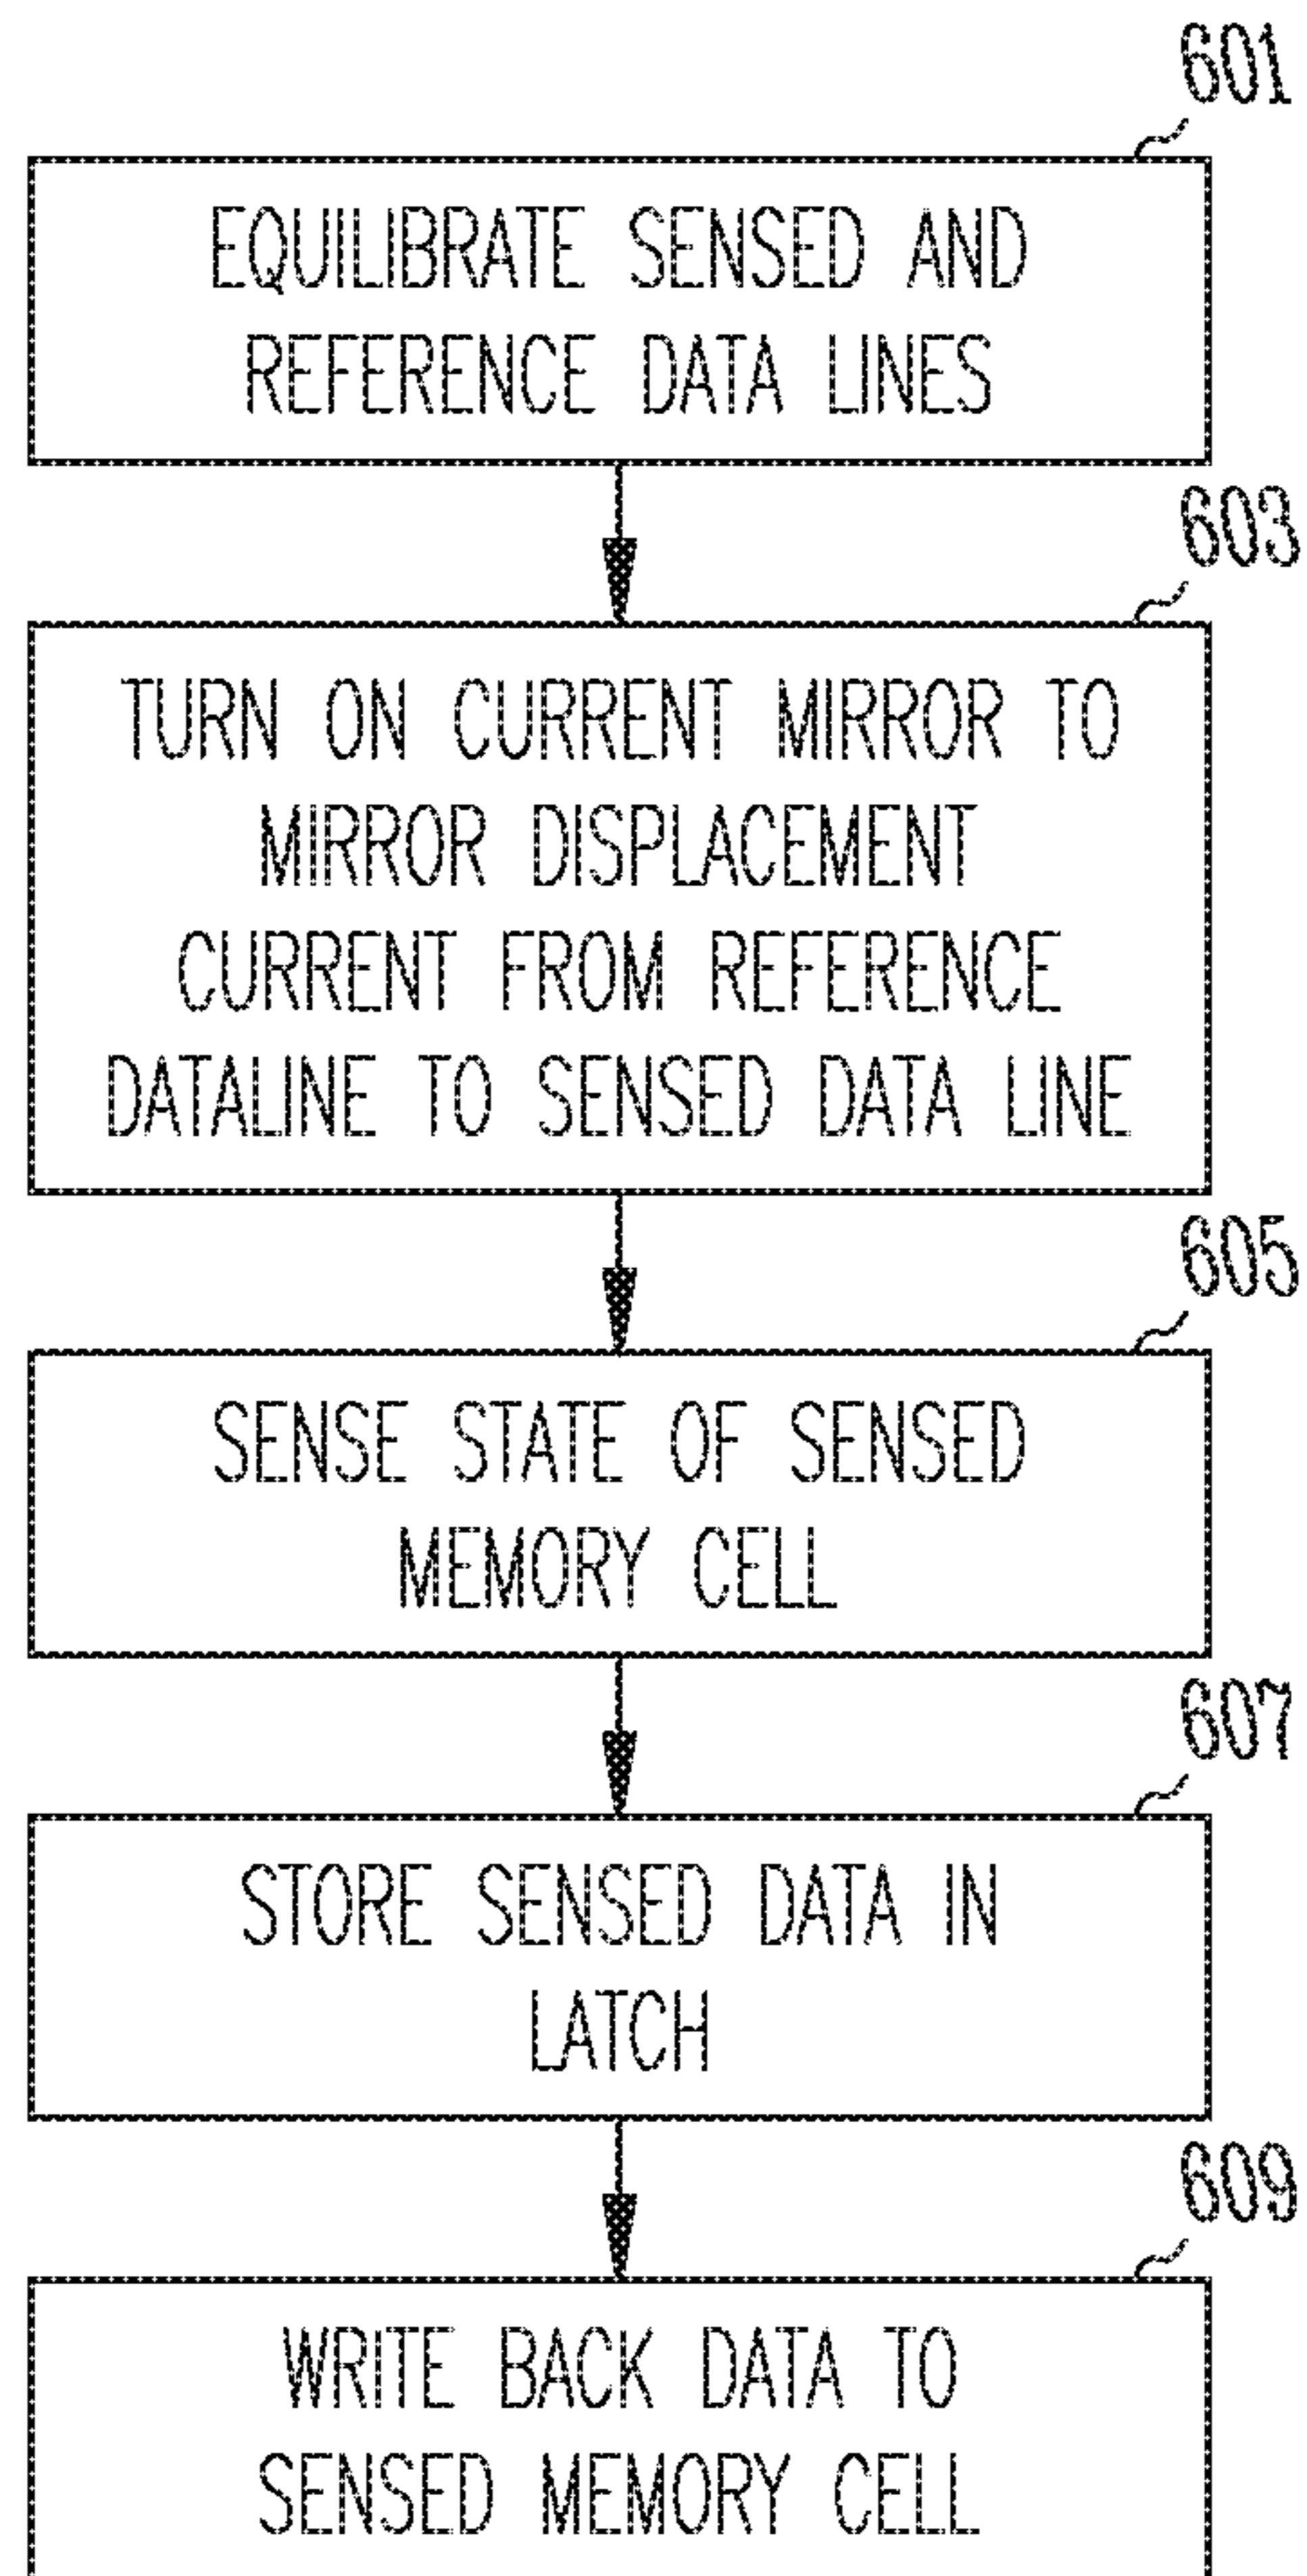 601
EQUILIBRATE SENSED AND
REFERENCE DATA LINES
603
TURN ON CURRENT MIRROR TO
MIRROR DISPLACEMENT
CURRENT FROM REFERENCE
DATALINE TO SENSED DATA LINE
605
SENSE STATE OF SENSED
MEMORY CELL
607
STORE SENSED DATA IN
LATCH
609
WRITE BACK DATA TO
SENSED MEMORY CELL